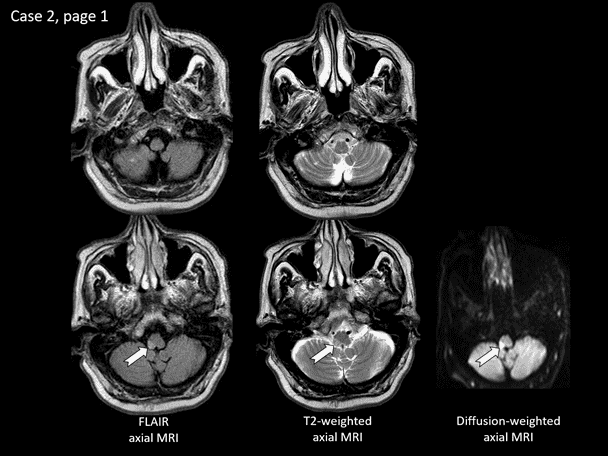 Case 2, page 1
FLAIR
axial MRI
T2-weighted
axial MRI
Diffusion-weighted
axial MRI